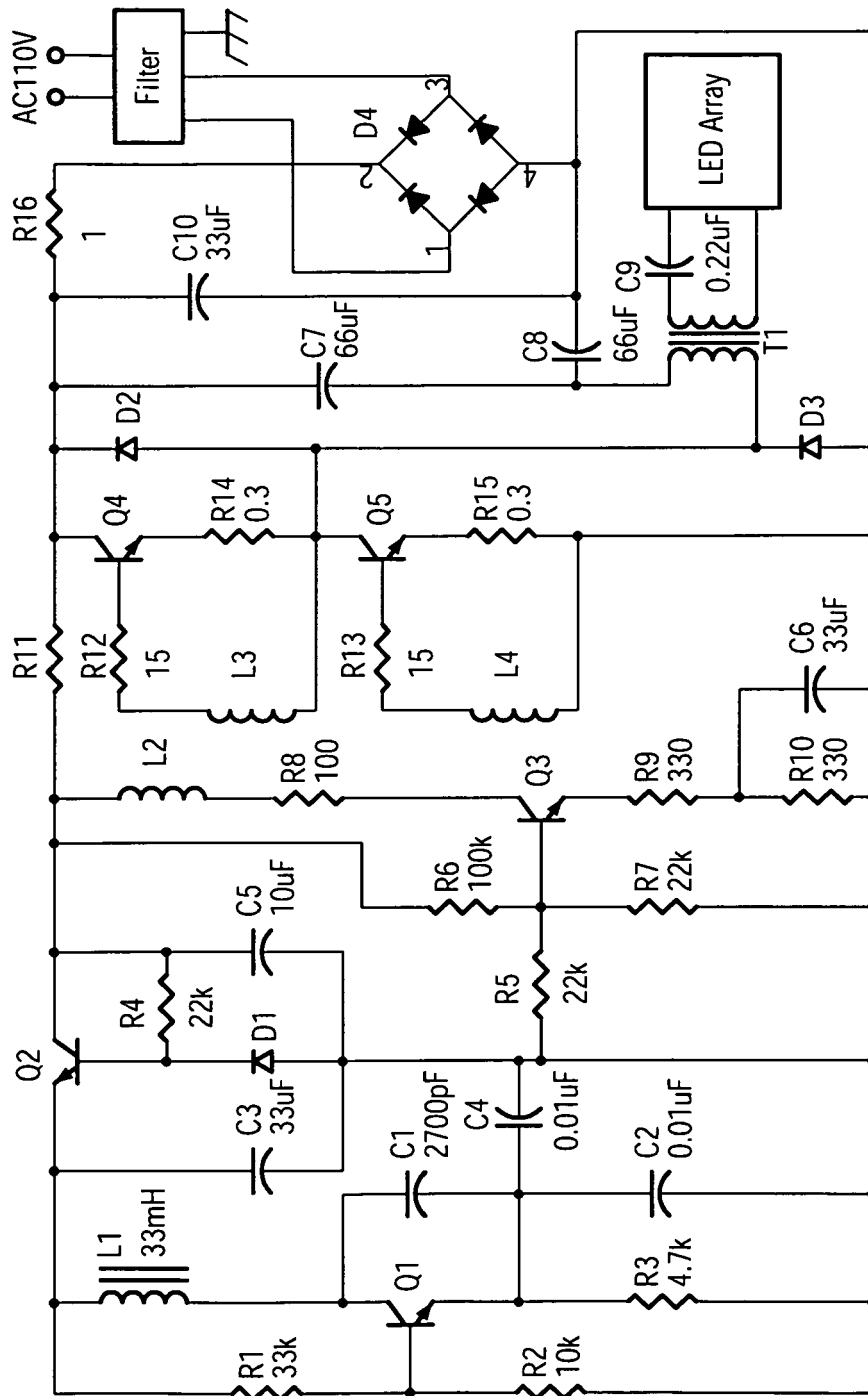 AC110V
Filter
R16
1
C10
33uF
D4
1
2
3
4
C7
66uF
C8
66uF
C9
0.22uF
LED Array
T1
D2
D3
R11
Q4
R14
0.3
R12
15
L3
Q5
R15
0.3
R13
15
L4
L2
R8
100
Q3
R9
330
R10
330
C6
33uF
R6
100k
R7
22k
R5
22k
Q2
R4
22k
C5
10uF
D1
C3
33uF
C1
2700pF
C4
0.01uF
C2
0.01uF
L1
33mH
Q1
R3
4.7k
R1
33k
R2
10k